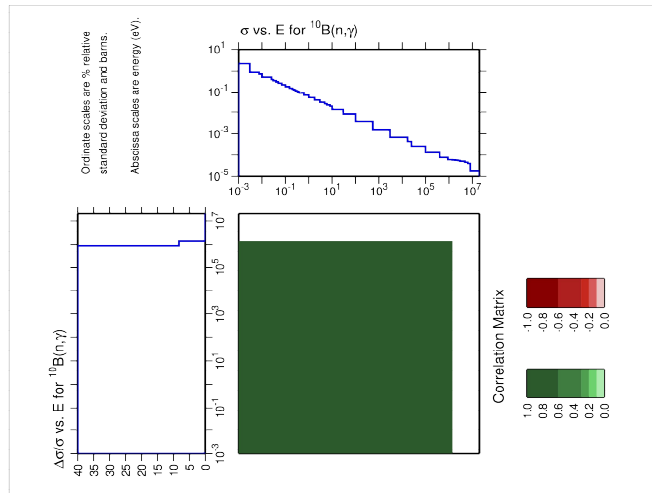 Ordinate scales are % relative
standard deviation and barns.
Abscissa scales are energy (eV).
σ vs. E for ¹⁰B(n,γ)
10¹
10⁻¹
10⁻³
10⁻⁵
10⁻³ 10⁻¹ 10¹ 10³ 10⁵ 10⁷
Δσ/σ vs. E for ¹⁰B(n,γ)
10⁷
10⁵
10³
10¹
10⁻¹
10⁻³
40 35 30 25 20 15 10 5 0
Correlation Matrix
-1.0 -0.8 -0.6 -0.4 -0.2 0.0
1.0 0.8 0.6 0.4 0.2 0.0